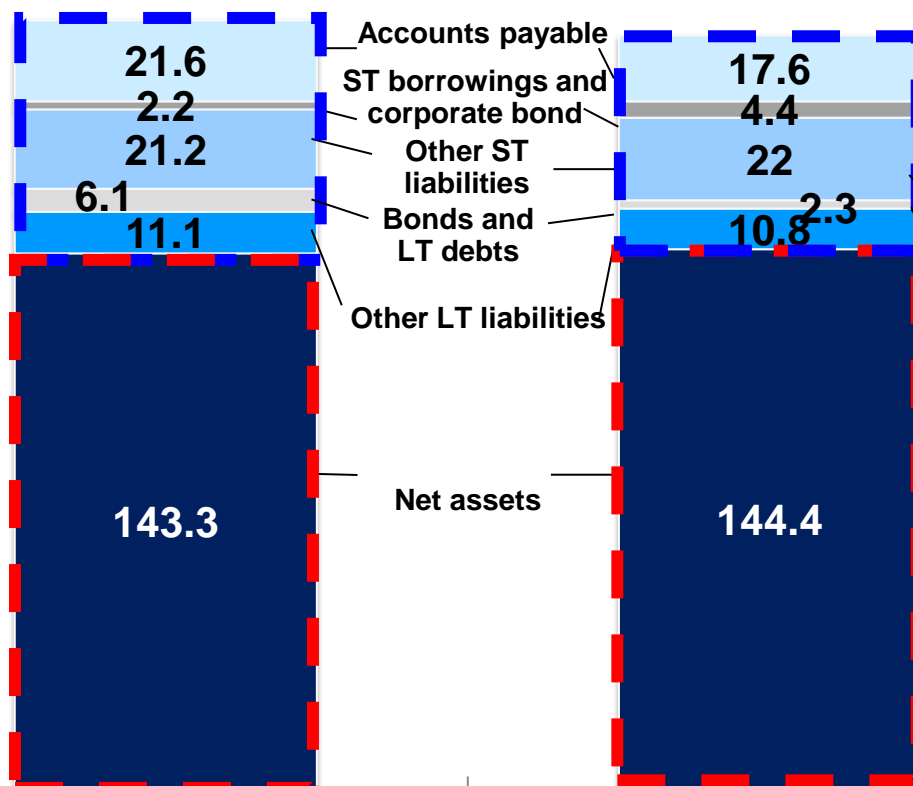 Accounts payable
21.6
17.6
ST borrowings and
corporate bond
2.2
4.4
21.2
Other ST
liabilities
22
6.1
Bonds and
LT debts
2.3
11.1
10.8
Other LT liabilities
143.3
Net assets
144.4